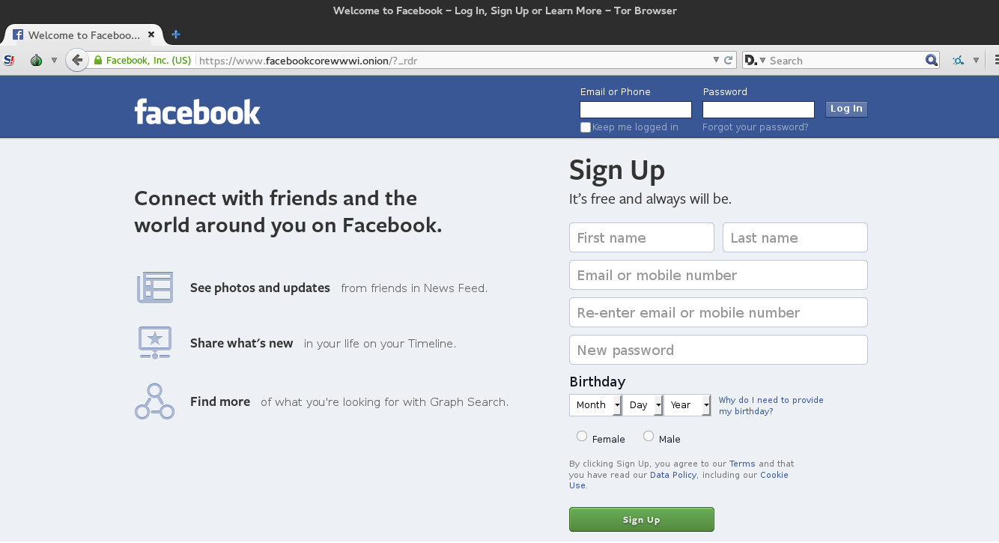 Welcome to Facebook – Log In, Sign Up or Learn More – Tor Browser
Welcome to Faceboo...
Facebook, Inc. (US)
https://www.facebookcorewwwi.onion/?_rdr
D.
Search
facebook
Email or Phone
Password
Log In
Keep me logged in
Forgot your password?
Sign Up
It's free and always will be.
Connect with friends and the
world around you on Facebook.
First name
Last name
Email or mobile number
Re-enter email or mobile number
New password
See photos and updates from friends in News Feed.
Share what's new in your life on your Timeline.
Find more of what you're looking for with Graph Search.
Birthday
Month
Day
Year
Why do I need to provide
my birthday?
Female
Male
By clicking Sign Up, you agree to our Terms and that
you have read our Data Policy, including our Cookie
Use.
Sign Up